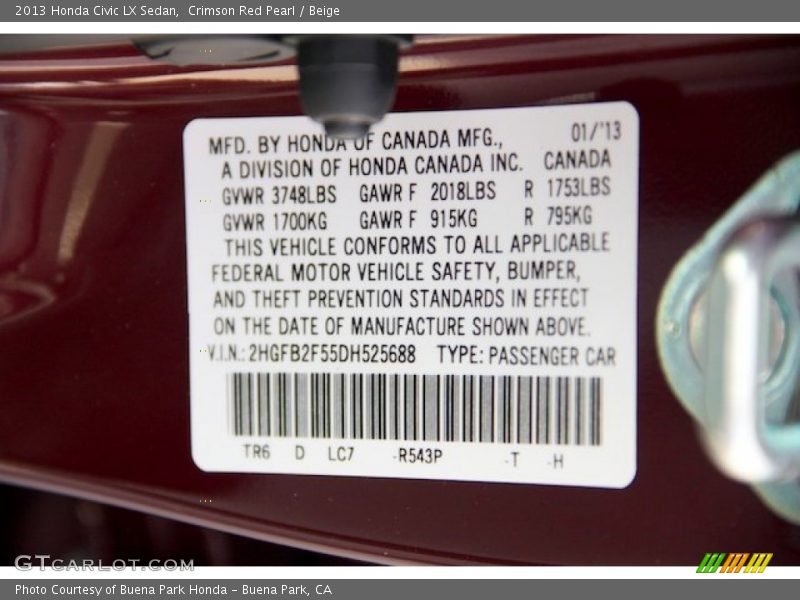 2013 Honda Civic LX Sedan, Crimson Red Pearl / Beige
MFD. BY HONDA OF CANADA MFG., 01/'13
A DIVISION OF HONDA CANADA INC. CANADA
GVWR 3748LBS GAWR F 2018LBS R 1753LBS
GVWR 1700KG GAWR F 915KG R 795KG
THIS VEHICLE CONFORMS TO ALL APPLICABLE
FEDERAL MOTOR VEHICLE SAFETY, BUMPER,
AND THEFT PREVENTION STANDARDS IN EFFECT
ON THE DATE OF MANUFACTURE SHOWN ABOVE.
V.I.N.: 2HGFB2F55DH525688 TYPE: PASSENGER CAR
TR6 D LC7 -R543P -T -H
GTCARLOT.COM
Photo Courtesy of Buena Park Honda - Buena Park, CA